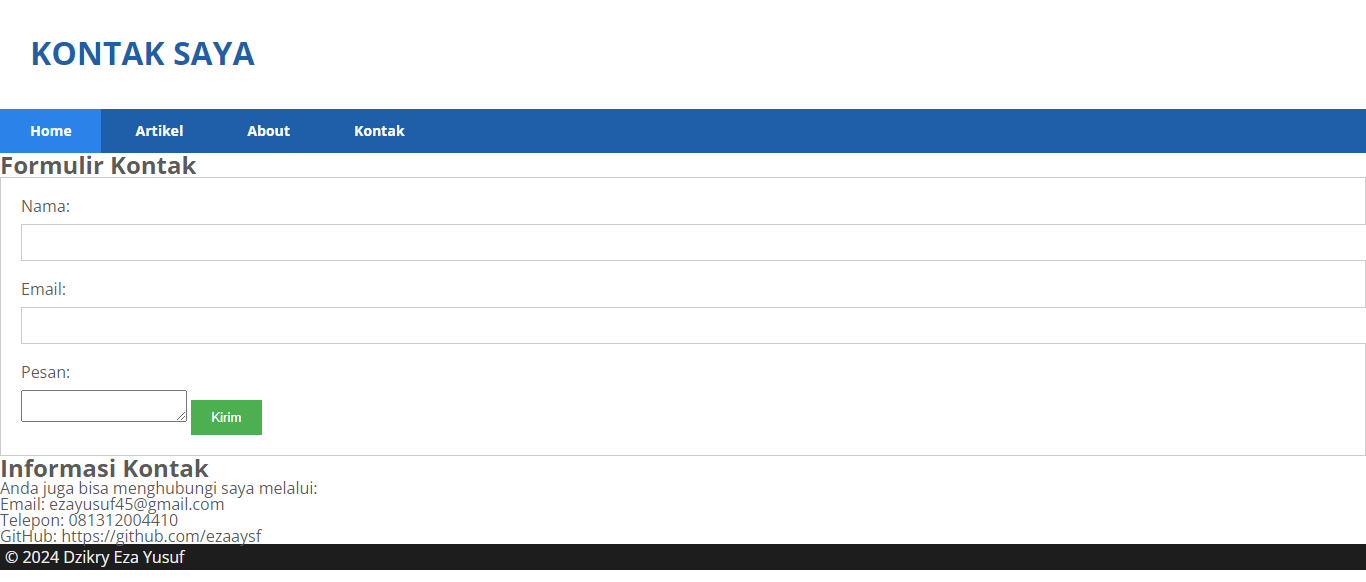 KONTAK SAYA
Home Artikel About Kontak
Formulir Kontak
Nama:
Email:
Pesan:
Kirim
Informasi Kontak
Anda juga bisa menghubungi saya melalui:
Email: ezayusuf45@gmail.com
Telepon: 081312004410
GitHub: https://github.com/ezaaysf
© 2024 Dzikry Eza Yusuf